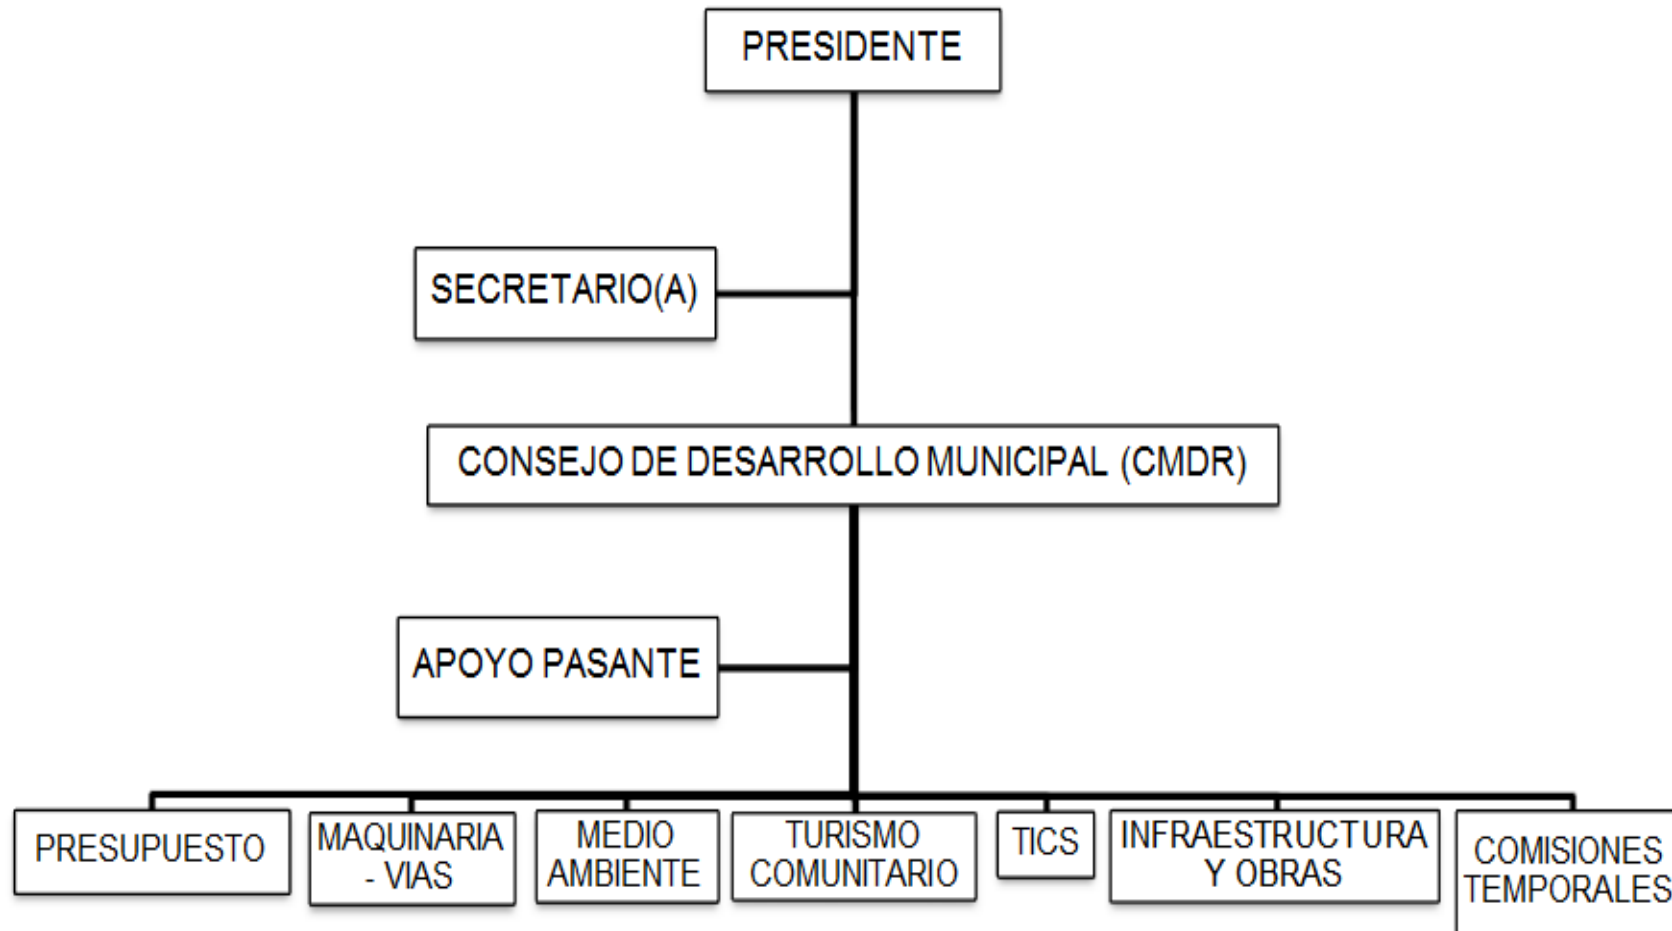 PRESIDENTE
SECRETARIO(A)
CONSEJO DE DESARROLLO MUNICIPAL (CMDR)
APOYO PASANTE
PRESUPUESTO
MAQUINARIA
- VIAS
MEDIO
AMBIENTE
TURISMO
COMUNITARIO
TICS
INFRAESTRUCTURA
Y OBRAS
COMISIONES
TEMPORALES